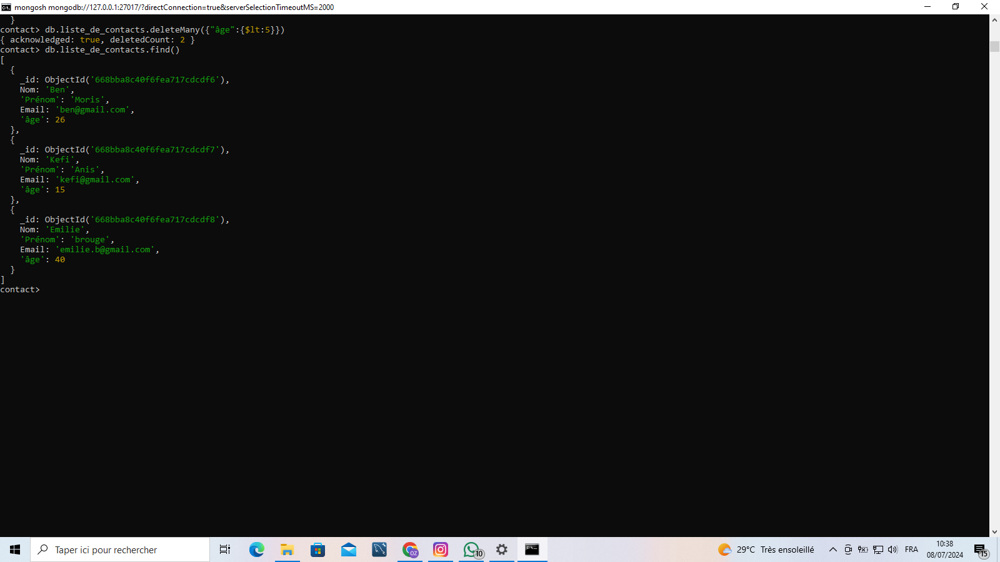 mongosh mongodb://127.0.0.1:27017/?directConnection=true&serverSelectionTimeoutMS=2000
  }
contact> db.liste_de_contacts.deleteMany({"âge":{$lt:5}})
{ acknowledged: true, deletedCount: 2 }
contact> db.liste_de_contacts.find()
[
  {
    _id: ObjectId('668bba8c40f6fea717cdcdf6'),
    Nom: 'Ben',
    'Prénom': 'Moris',
    Email: 'ben@gmail.com',
    'âge': 26
  },
  {
    _id: ObjectId('668bba8c40f6fea717cdcdf7'),
    Nom: 'Kefi',
    'Prénom': 'Anis',
    Email: 'kefi@gmail.com',
    'âge': 15
  },
  {
    _id: ObjectId('668bba8c40f6fea717cdcdf8'),
    Nom: 'Emilie',
    'Prénom': 'brouge',
    Email: 'emilie.b@gmail.com',
    'âge': 40
  }
]
contact>
Taper ici pour rechercher
OZ
10
29°C Très ensoleillé
FRA
10:38
08/07/2024
15